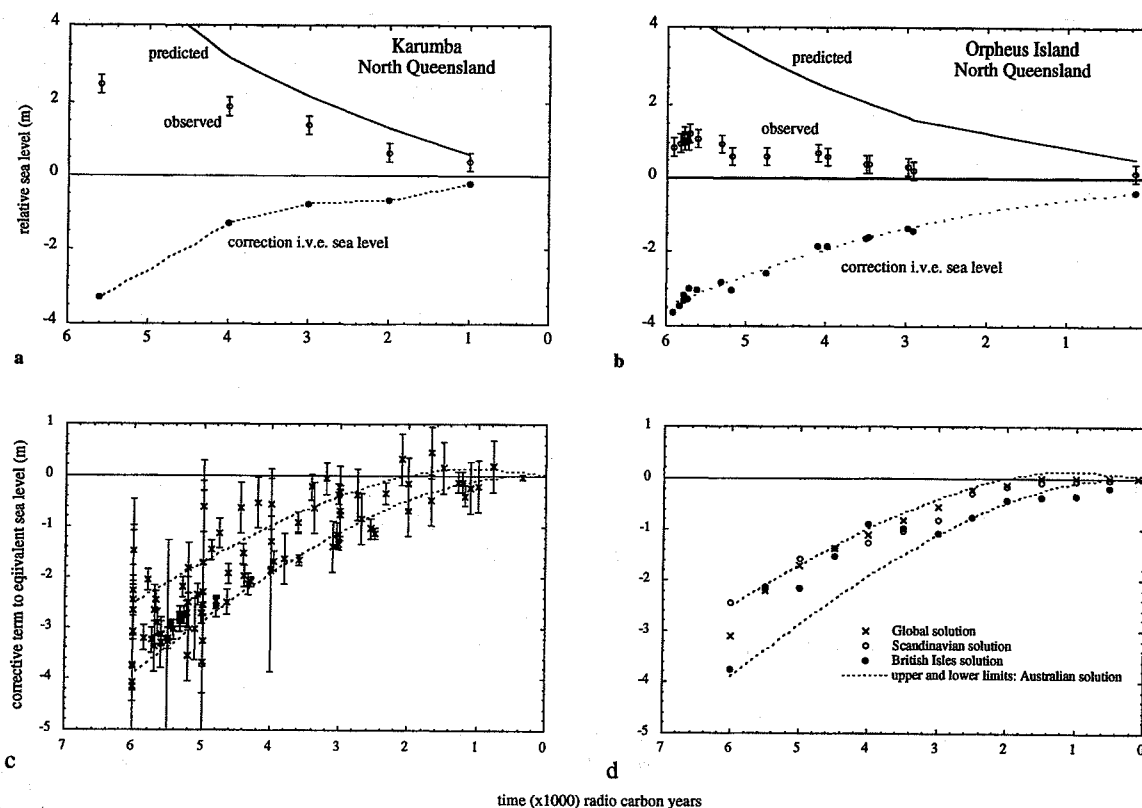 4
2
0
-2
-4
relative sea level (m)
predicted
observed
Karumba
North Queensland
correction i.v.e. sea level
6
5
4
3
2
1
0
a
4
2
0
-2
-4
predicted
observed
Orpheus Island
North Queensland
correction i.v.e. sea level
6
5
4
3
2
1
b
1
0
-1
-2
-3
-4
-5
corrective term to eqiivalent sea level (m)
7
6
5
4
3
2
1
0
c
1
0
-1
-2
-3
-4
-5
Global solution
Scandinavian solution
British Isles solution
upper and lower limits: Australian solution
7
6
5
4
3
2
1
0
d
time (x1000) radio carbon years